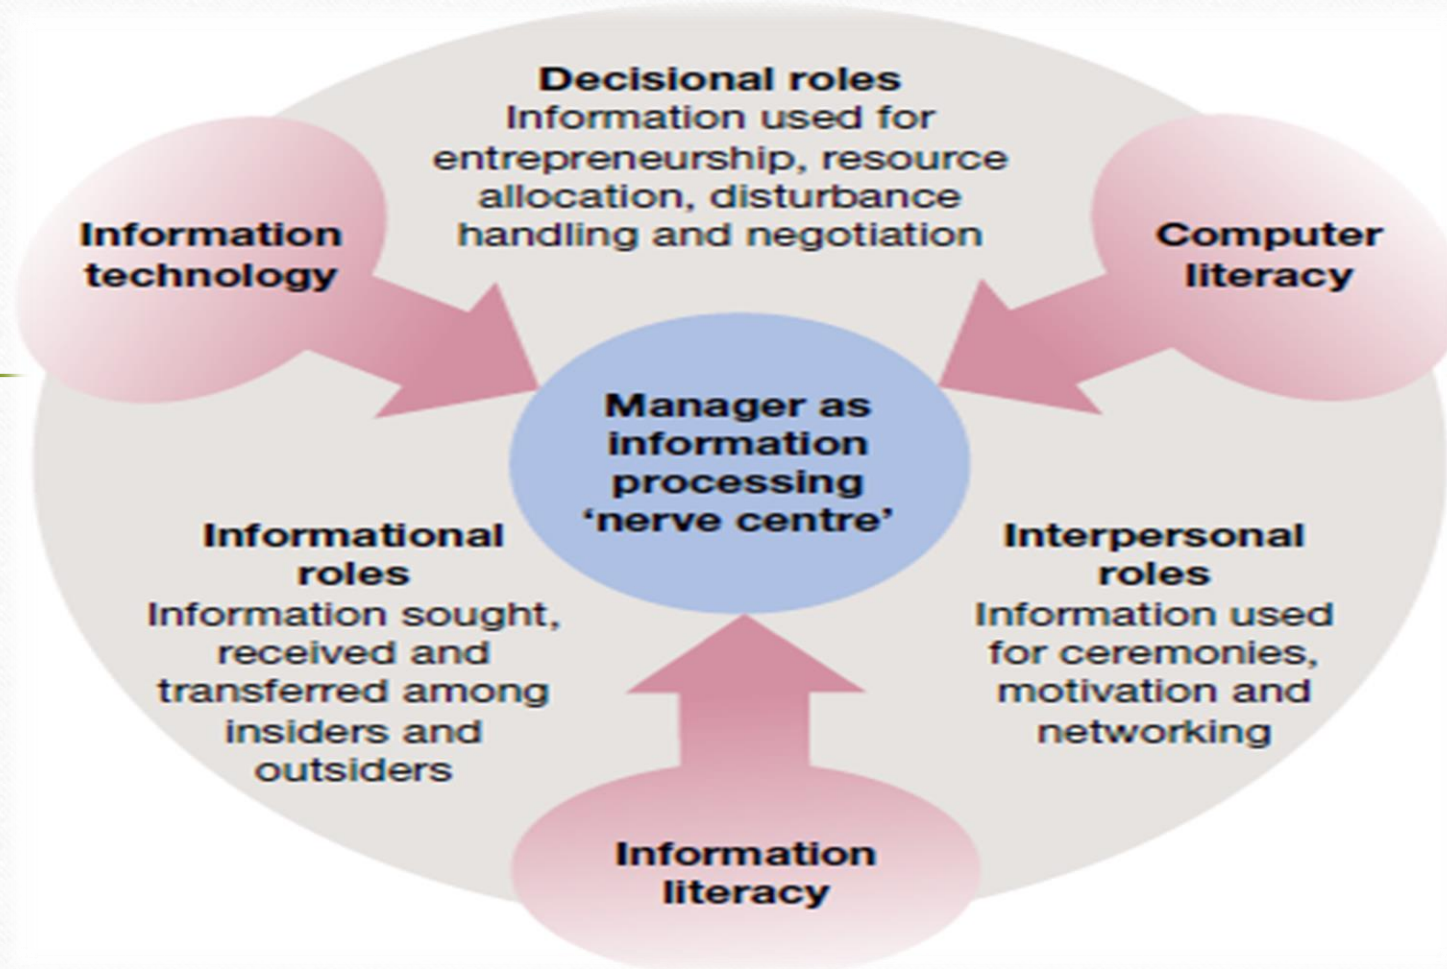 Decisional roles
Information used for
entrepreneurship, resource
allocation, disturbance
handling and negotiation
Information
technology
Computer
literacy
Manager as
information
processing
‘nerve centre’
Informational
roles
Information sought,
received and
transferred among
insiders and
outsiders
Interpersonal
roles
Information used
for ceremonies,
motivation and
networking
Information
literacy